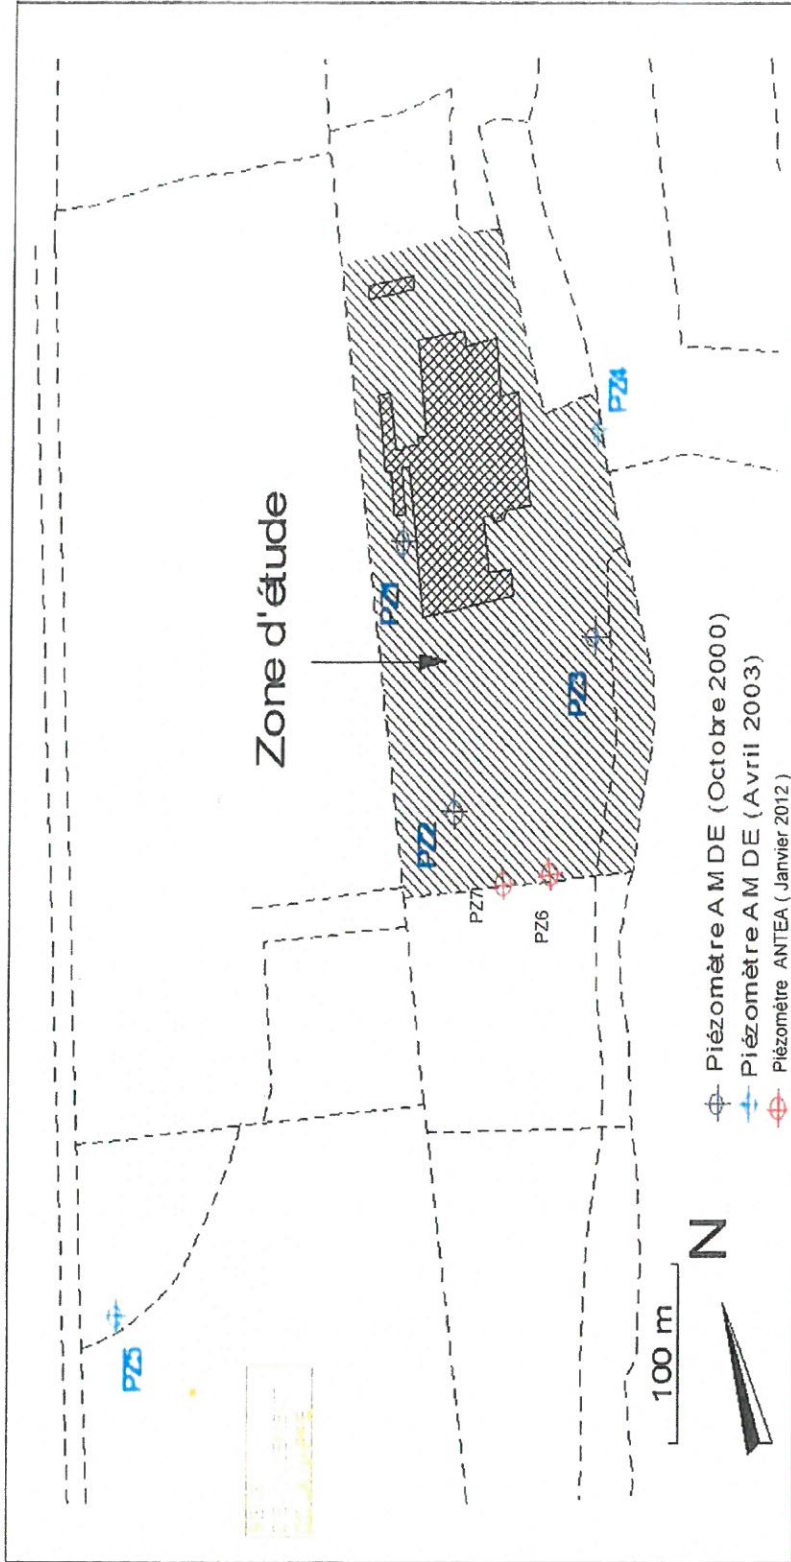 Zone d'étude
PZ1
PZ2
PZ3
PZ4
PZ5
PZ7
PZ6
100 m
N
Piézomètre AMDE (Octobre 2000)
Piézomètre AMDE (Avril 2003)
Piézomètre ANTEA ( Janvier 2012 )